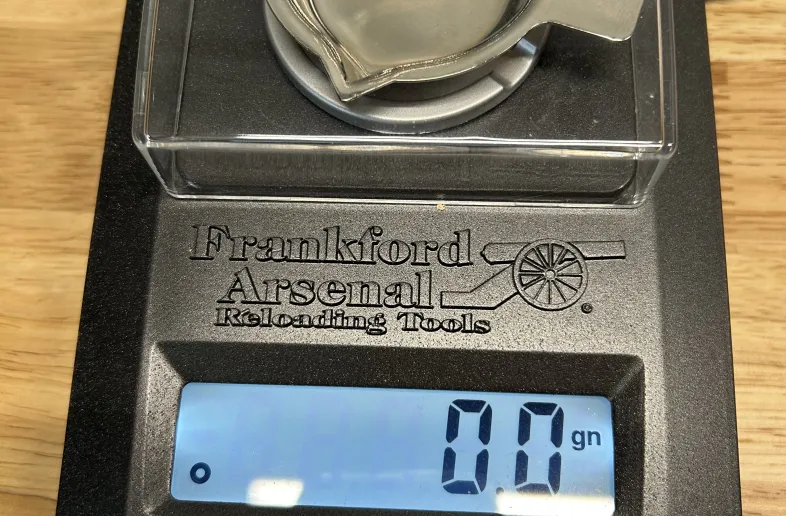 Frankford
Arsenal
®
Reloading Tools
0.0 gn